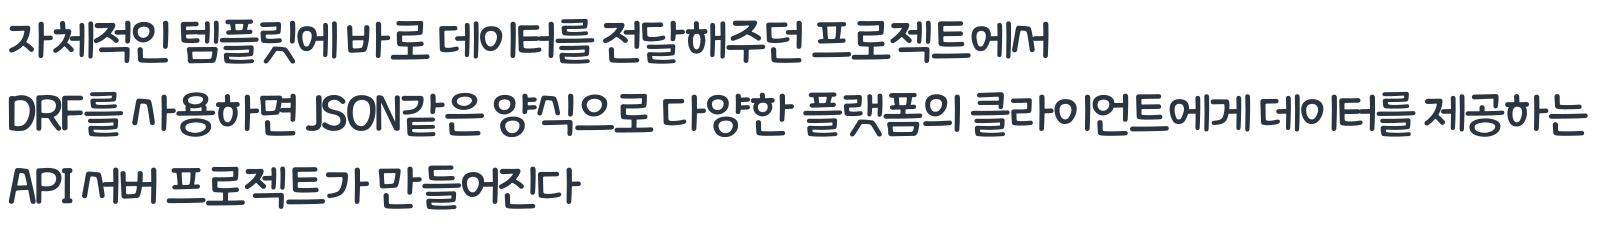 자체적인 템플릿에 바로 데이터를 전달해주던 프로젝트에서
DRF를 사용하면 JSON같은 양식으로 다양한 플랫폼의 클라이언트에게 데이터를 제공하는
API 서버 프로젝트가 만들어진다